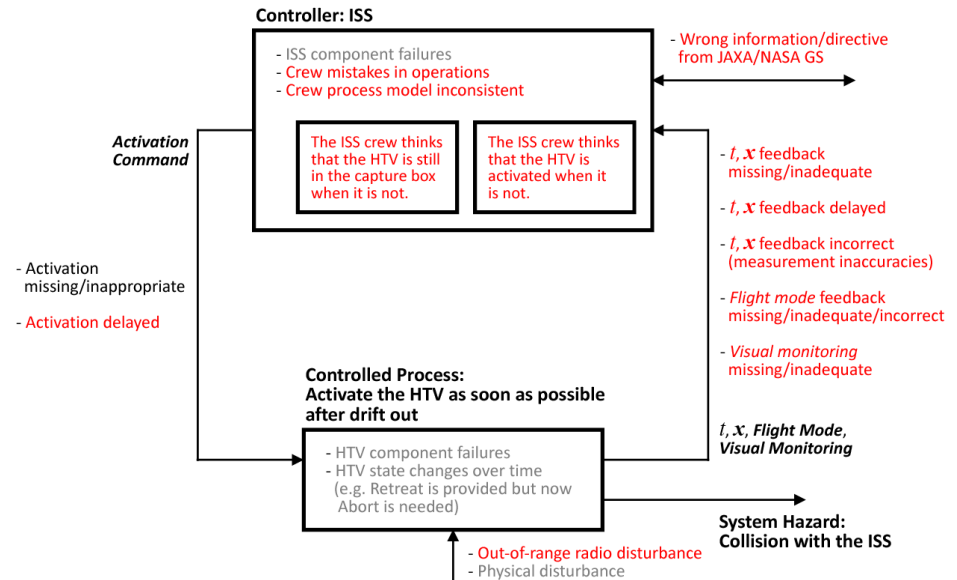 Controller: ISS
- ISS component failures
- Crew mistakes in operations
- Crew process model inconsistent
The ISS crew thinks
that the HTV is still
in the capture box
when it is not.
The ISS crew thinks
that the HTV is
activated when it
is not.
- Wrong information/directive
from JAXA/NASA GS
Activation
Command
- Activation
missing/inappropriate
- Activation delayed
- t, x feedback
missing/inadequate
- t, x feedback delayed
- t, x feedback incorrect
(measurement inaccuracies)
- Flight mode feedback
missing/inadequate/incorrect
- Visual monitoring
missing/inadequate
Controlled Process:
Activate the HTV as soon as possible
after drift out
- HTV component failures
- HTV state changes over time
(e.g. Retreat is provided but now
Abort is needed)
t, x, Flight Mode,
Visual Monitoring
System Hazard:
Collision with the ISS
- Out-of-range radio disturbance
- Physical disturbance